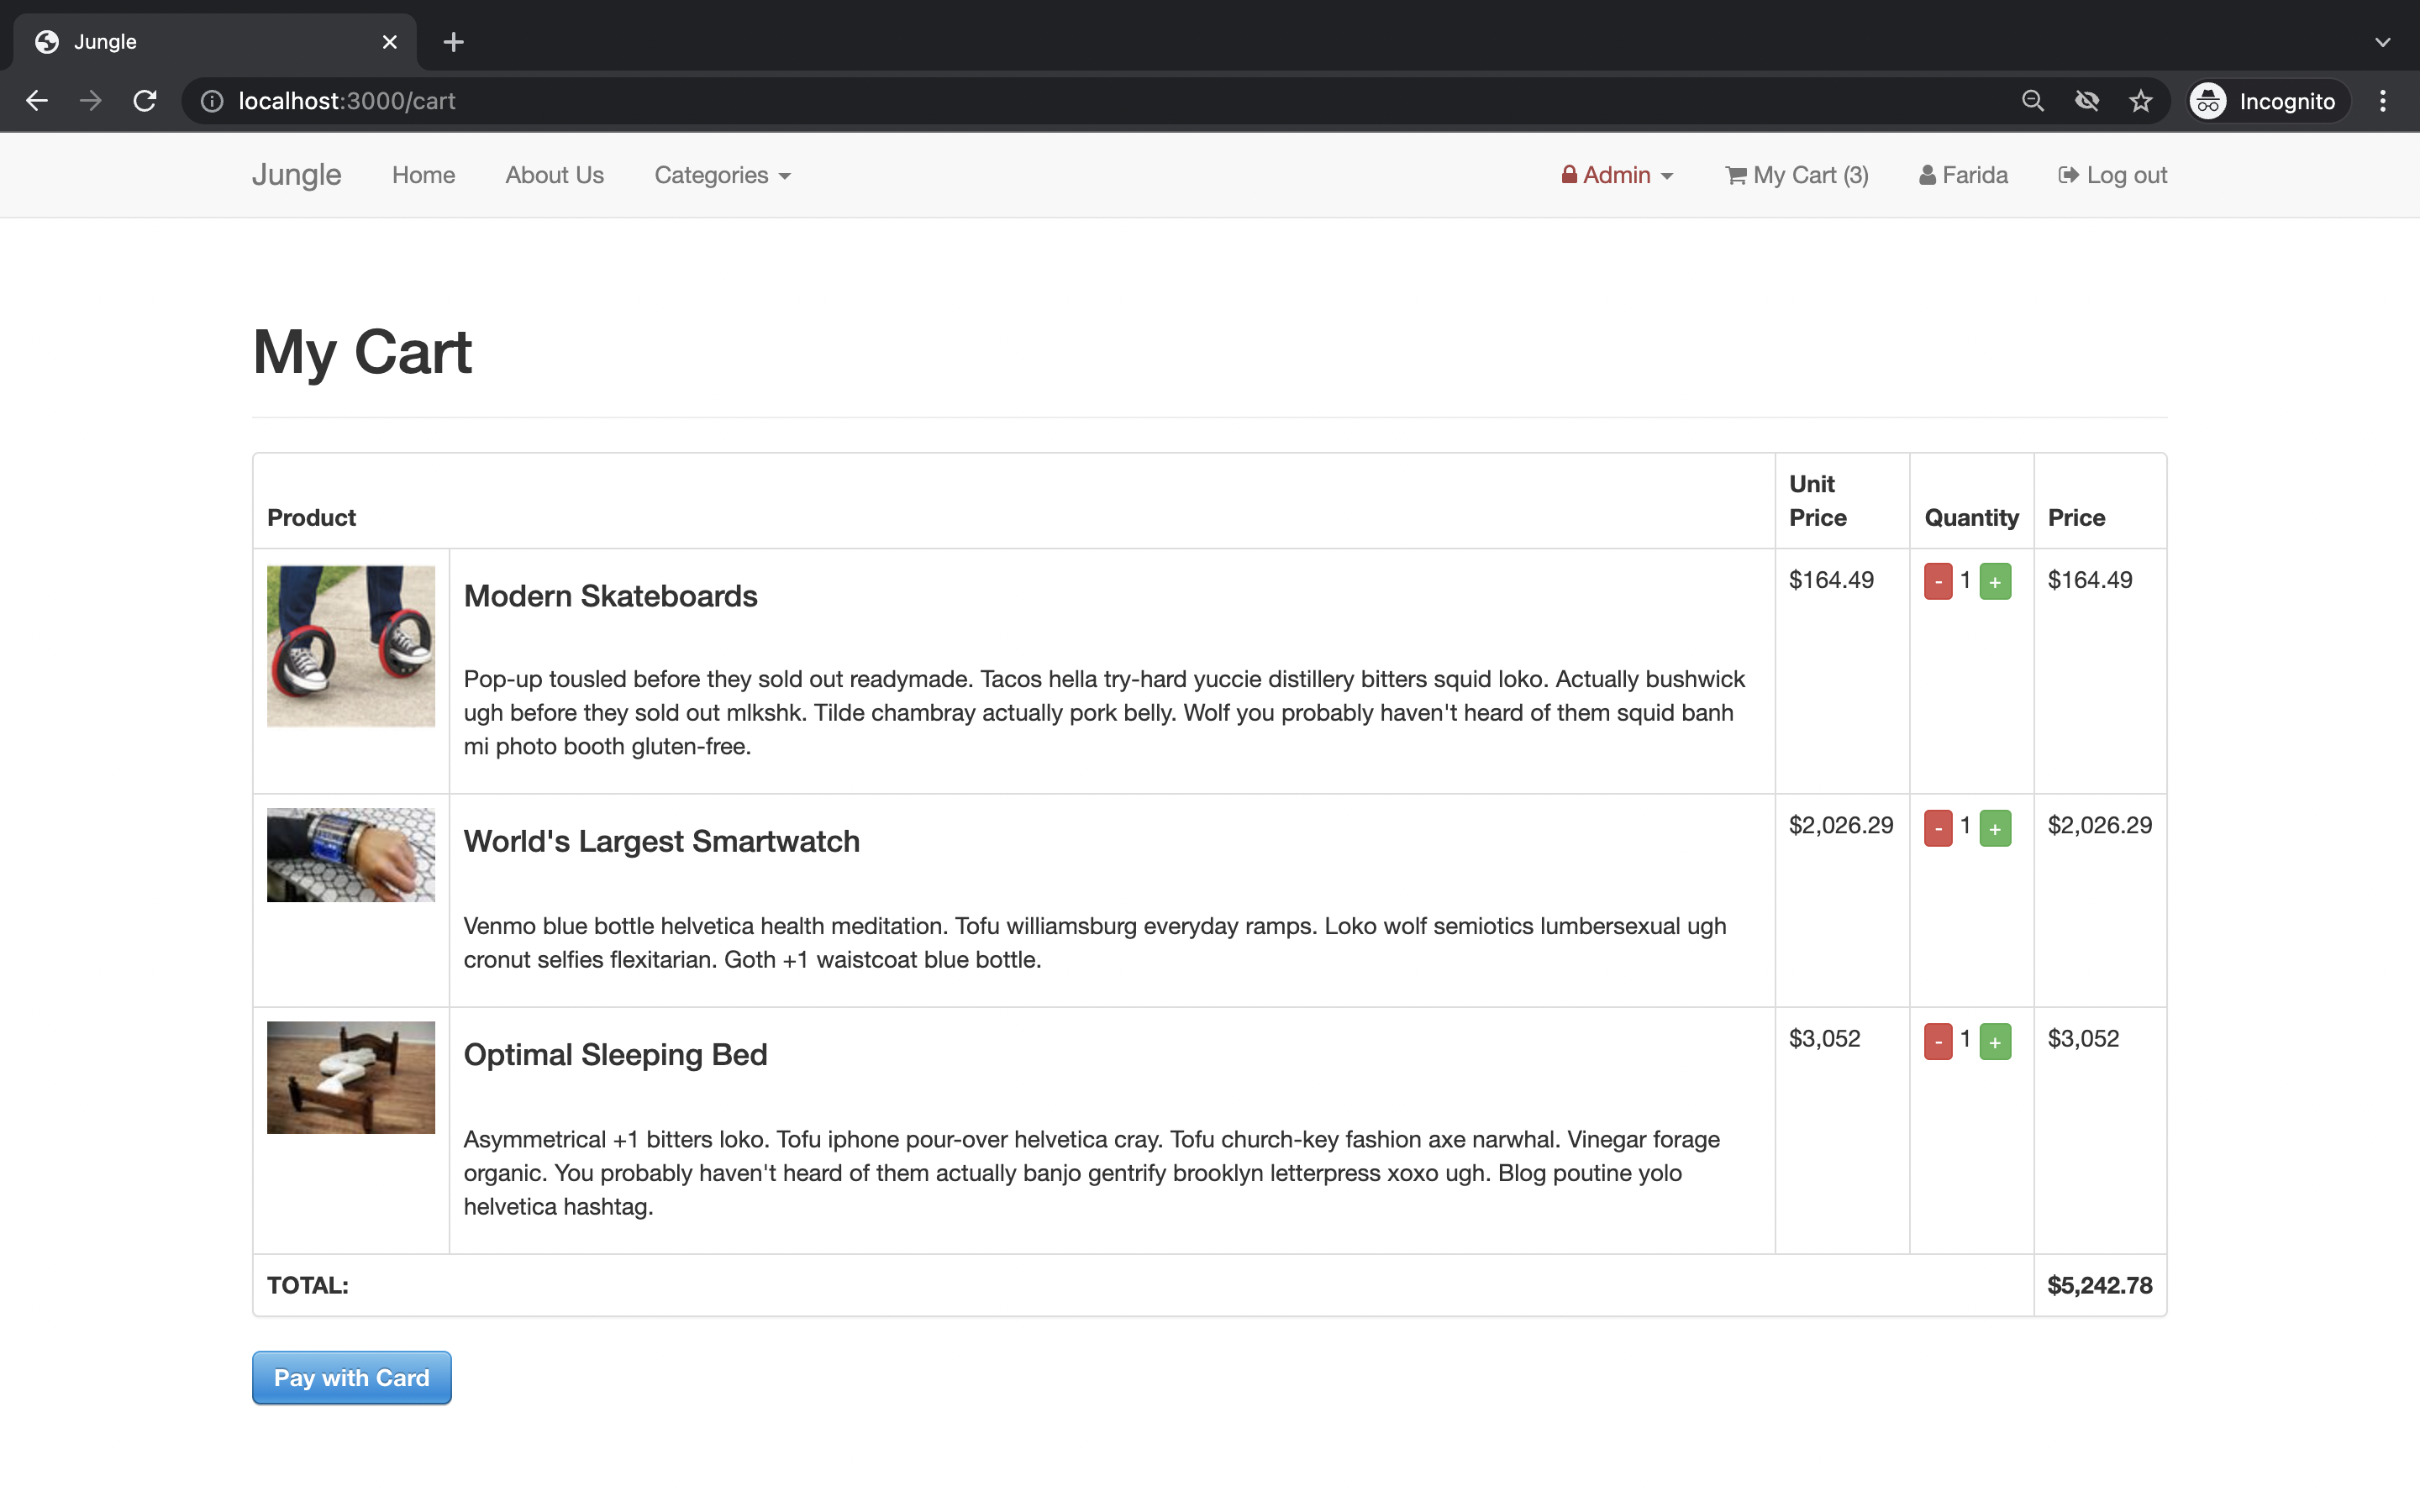 Jungle
localhost:3000/cart
Incognito
Jungle Home About Us Categories Admin My Cart (3) Farida Log out
My Cart
Product Unit Price Quantity Price
Modern Skateboards $164.49 - 1 + $164.49
Pop-up tousled before they sold out readymade. Tacos hella try-hard yuccie distillery bitters squid loko. Actually bushwick
ugh before they sold out mlkshk. Tilde chambray actually pork belly. Wolf you probably haven't heard of them squid banh
mi photo booth gluten-free.
World's Largest Smartwatch $2,026.29 - 1 + $2,026.29
Venmo blue bottle helvetica health meditation. Tofu williamsburg everyday ramps. Loko wolf semiotics lumbersexual ugh
cronut selfies flexitarian. Goth +1 waistcoat blue bottle.
Optimal Sleeping Bed $3,052 - 1 + $3,052
Asymmetrical +1 bitters loko. Tofu iphone pour-over helvetica cray. Tofu church-key fashion axe narwhal. Vinegar forage
organic. You probably haven't heard of them actually banjo gentrify brooklyn letterpress xoxo ugh. Blog poutine yolo
helvetica hashtag.
TOTAL: $5,242.78
Pay with Card